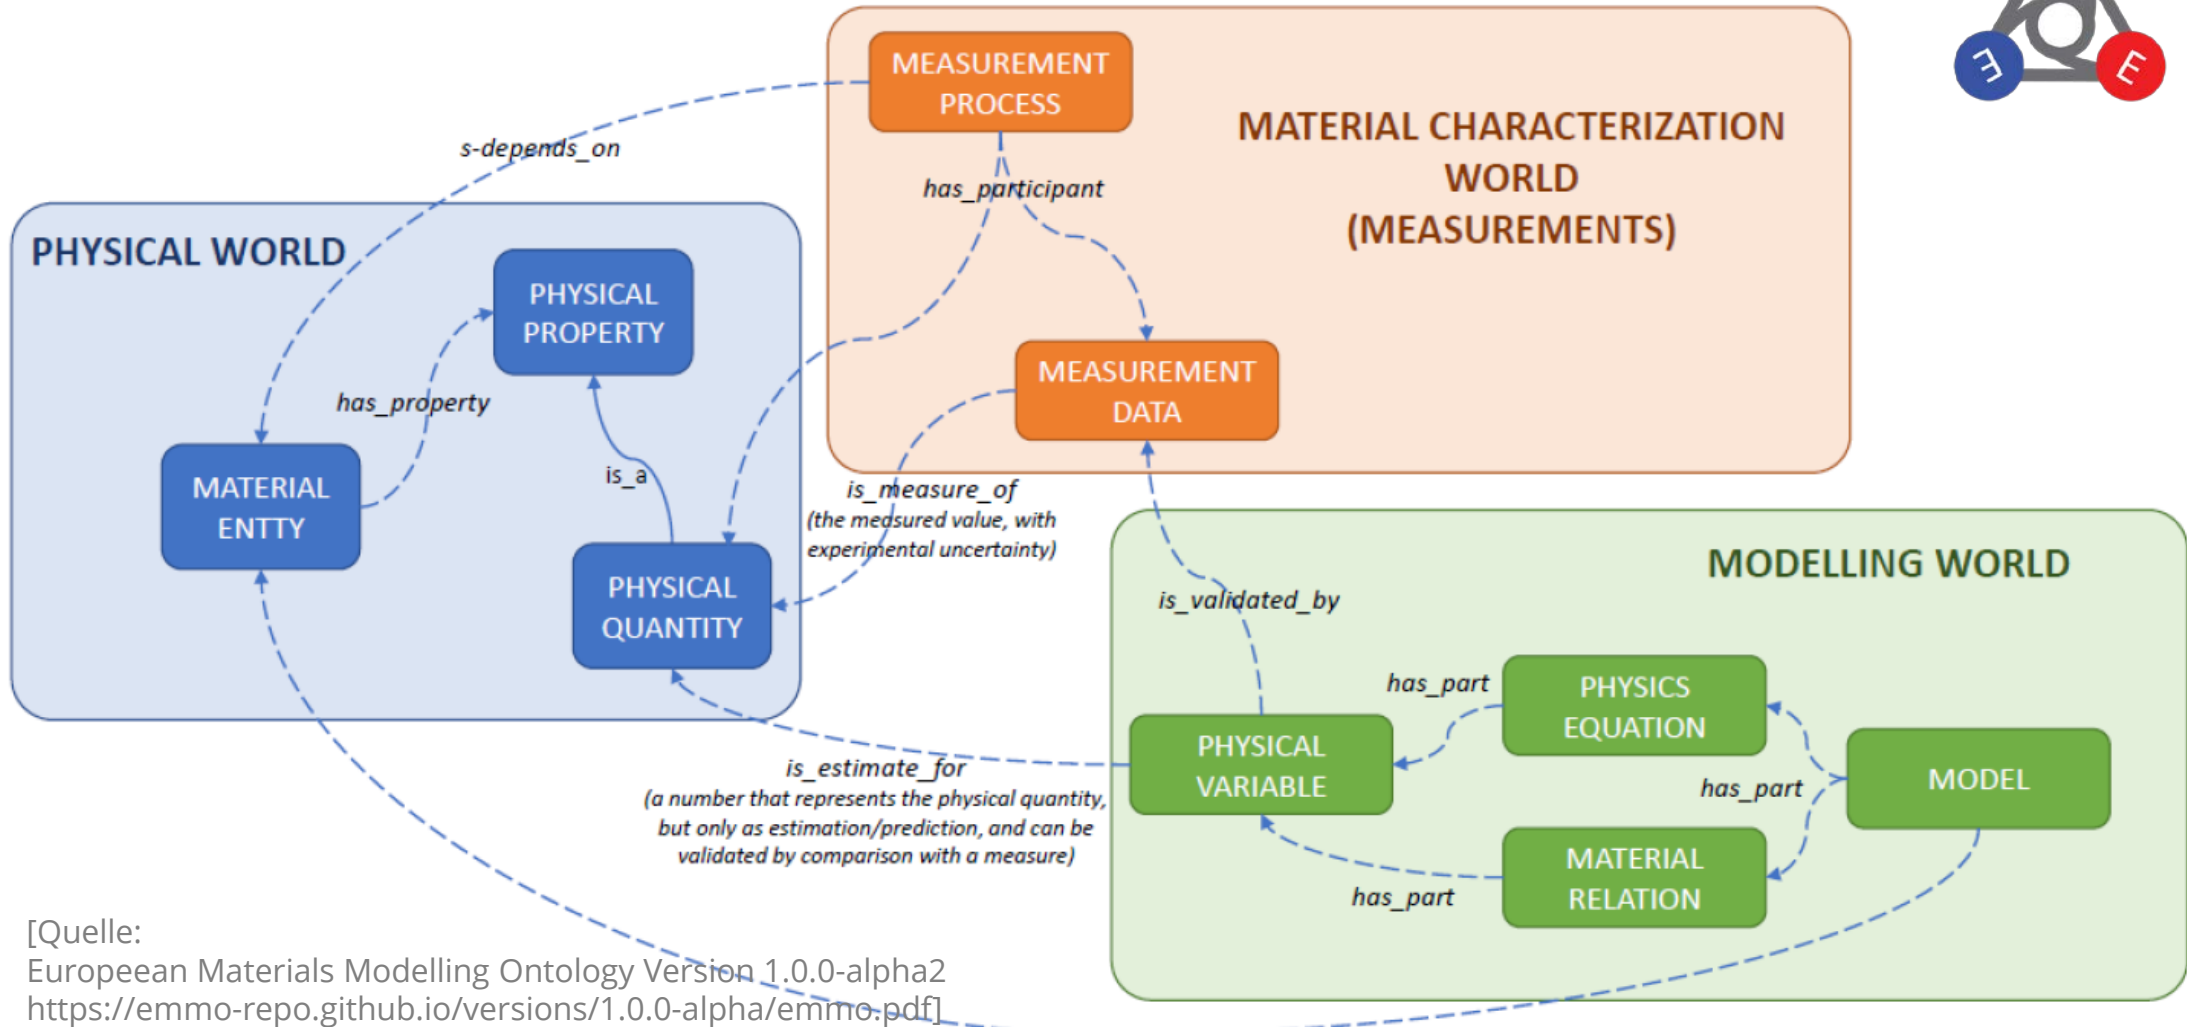 MEASUREMENT
PROCESS
MATERIAL CHARACTERIZATION
WORLD
(MEASUREMENTS)
E
E
s-depends_on
has_participant
PHYSICAL WORLD
PHYSICAL
PROPERTY
has_property
MEASUREMENT
DATA
is_a
MATERIAL
ENTTY
is_measure_of
(the measured value, with
experimental uncertainty)
PHYSICAL
QUANTITY
MODELLING WORLD
is_validated_by
has_part
PHYSICS
EQUATION
PHYSICAL
VARIABLE
has_part
MODEL
is_estimate_for
(a number that represents the physical quantity,
but only as estimation/prediction, and can be
validated by comparison with a measure)
MATERIAL
RELATION
has_part
[Quelle:
Europeean Materials Modelling Ontology Version 1.0.0-alpha2
https://emmo-repo.github.io/versions/1.0.0-alpha/emmo.pdf]